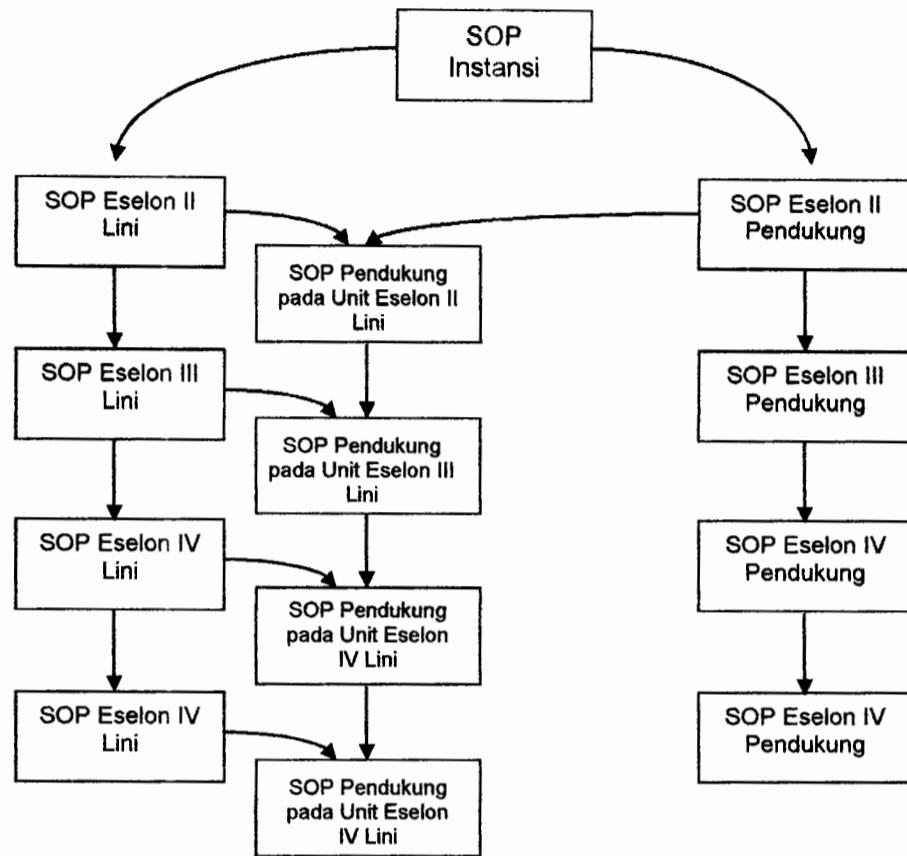 SOP
Instansi
SOP Eselon II
Lini
SOP Eselon II
Pendukung
SOP Pendukung
pada Unit Eselon II
Lini
SOP Eselon III
Lini
SOP Eselon III
Pendukung
SOP Pendukung
pada Unit Eselon III
Lini
SOP Eselon IV
Lini
SOP Eselon IV
Pendukung
SOP Pendukung
pada Unit Eselon
IV Lini
SOP Eselon IV
Lini
SOP Eselon IV
Pendukung
SOP Pendukung
pada Unit Eselon
IV Lini